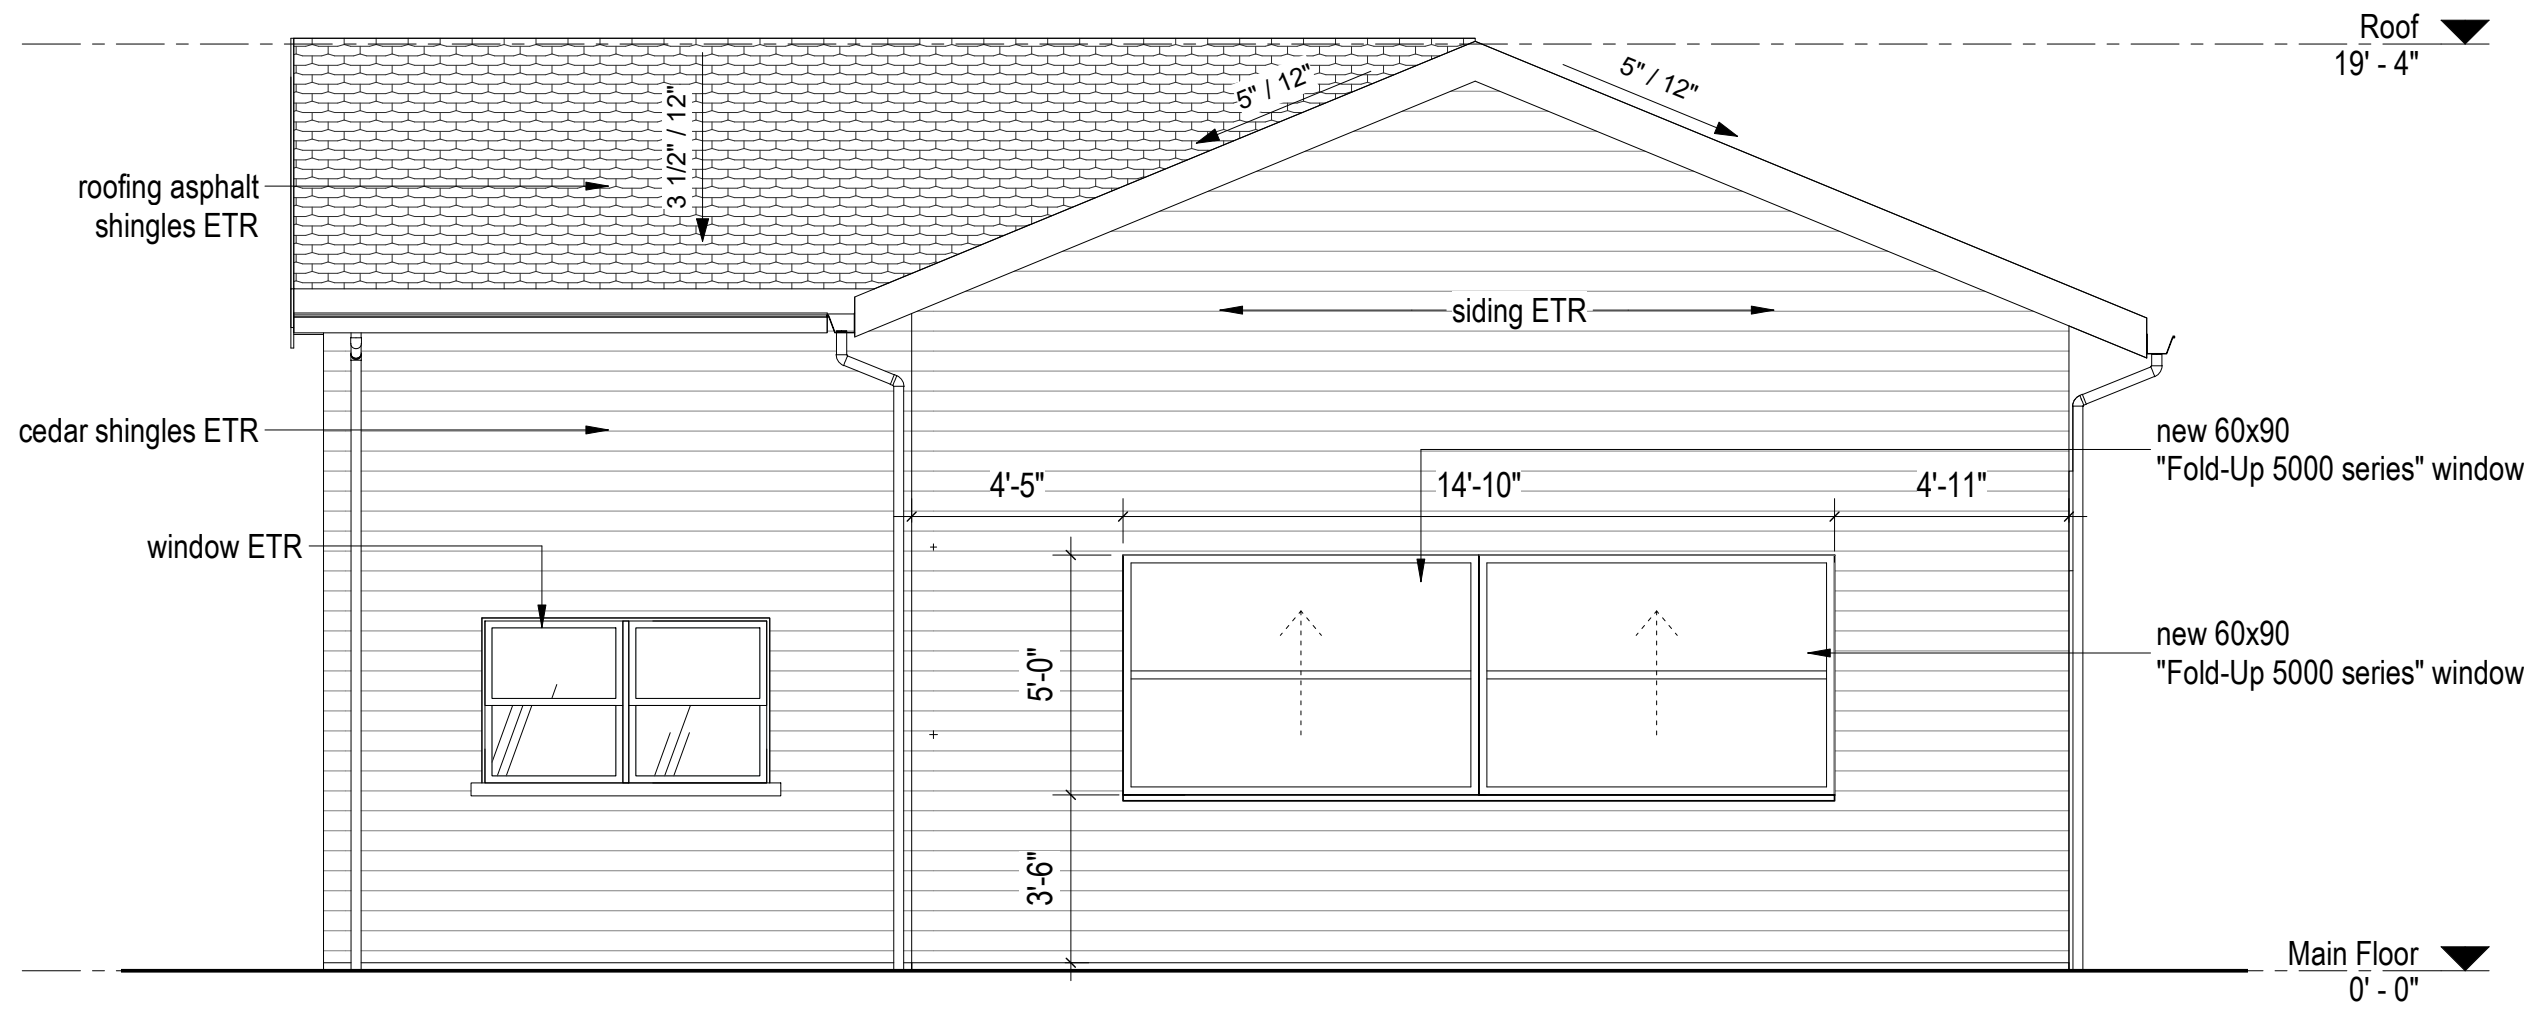 Roof
19' - 4"
5" / 12"
5" / 12"
3 1/2" / 12"
roofing asphalt
shingles ETR
siding ETR
cedar shingles ETR
new 60x90
"Fold-Up 5000 series" window
4'-5"
14'-10"
4'-11"
window ETR
5'-0"
new 60x90
"Fold-Up 5000 series" window
3'-6"
Main Floor
0' - 0"